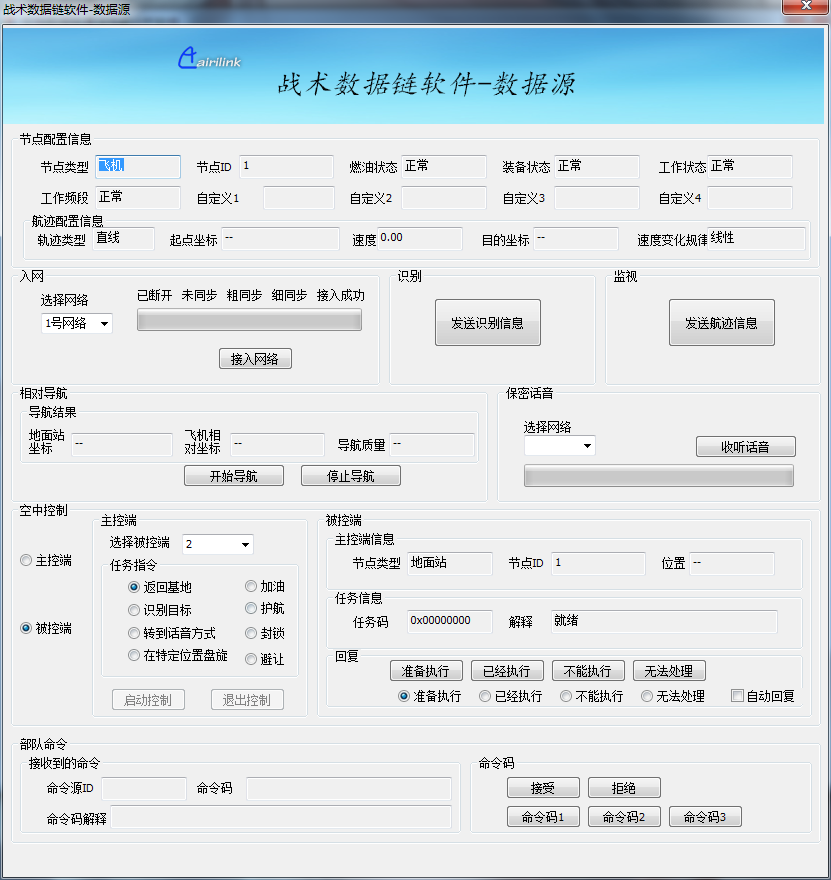 战术数据链软件-数据源
airilink
战术数据链软件-数据源
节点配置信息
节点类型 飞机 节点ID 1 燃油状态 正常 装备状态 正常 工作状态 正常
工作频段 正常 自定义1 自定义2 自定义3 自定义4
航迹配置信息
轨迹类型 直线 起点坐标 -- 速度 0.00 目的坐标 -- 速度变化规律 线性
入网
选择网络
1号网络
已断开 未同步 粗同步 细同步 接入成功
接入网络
识别
发送识别信息
监视
发送航迹信息
相对导航
导航结果
地面站
坐标
--
飞机相
对坐标
--
导航质量 --
开始导航 停止导航
保密话音
选择网络
收听话音
空中控制
主控端
被控端
主控端
选择被控端 2
任务指令
返回基地 加油
识别目标 护航
转到话音方式 封锁
在特定位置盘旋 避让
启动控制 退出控制
被控端
主控端信息
节点类型 地面站 节点ID 1 位置 --
任务信息
任务码 0x00000000 解释 就绪
回复
准备执行 已经执行 不能执行 无法处理
准备执行 已经执行 不能执行 无法处理 自动回复
部队命令
接收到的命令
命令源ID 命令码
命令码解释
命令码
接受 拒绝
命令码1 命令码2 命令码3